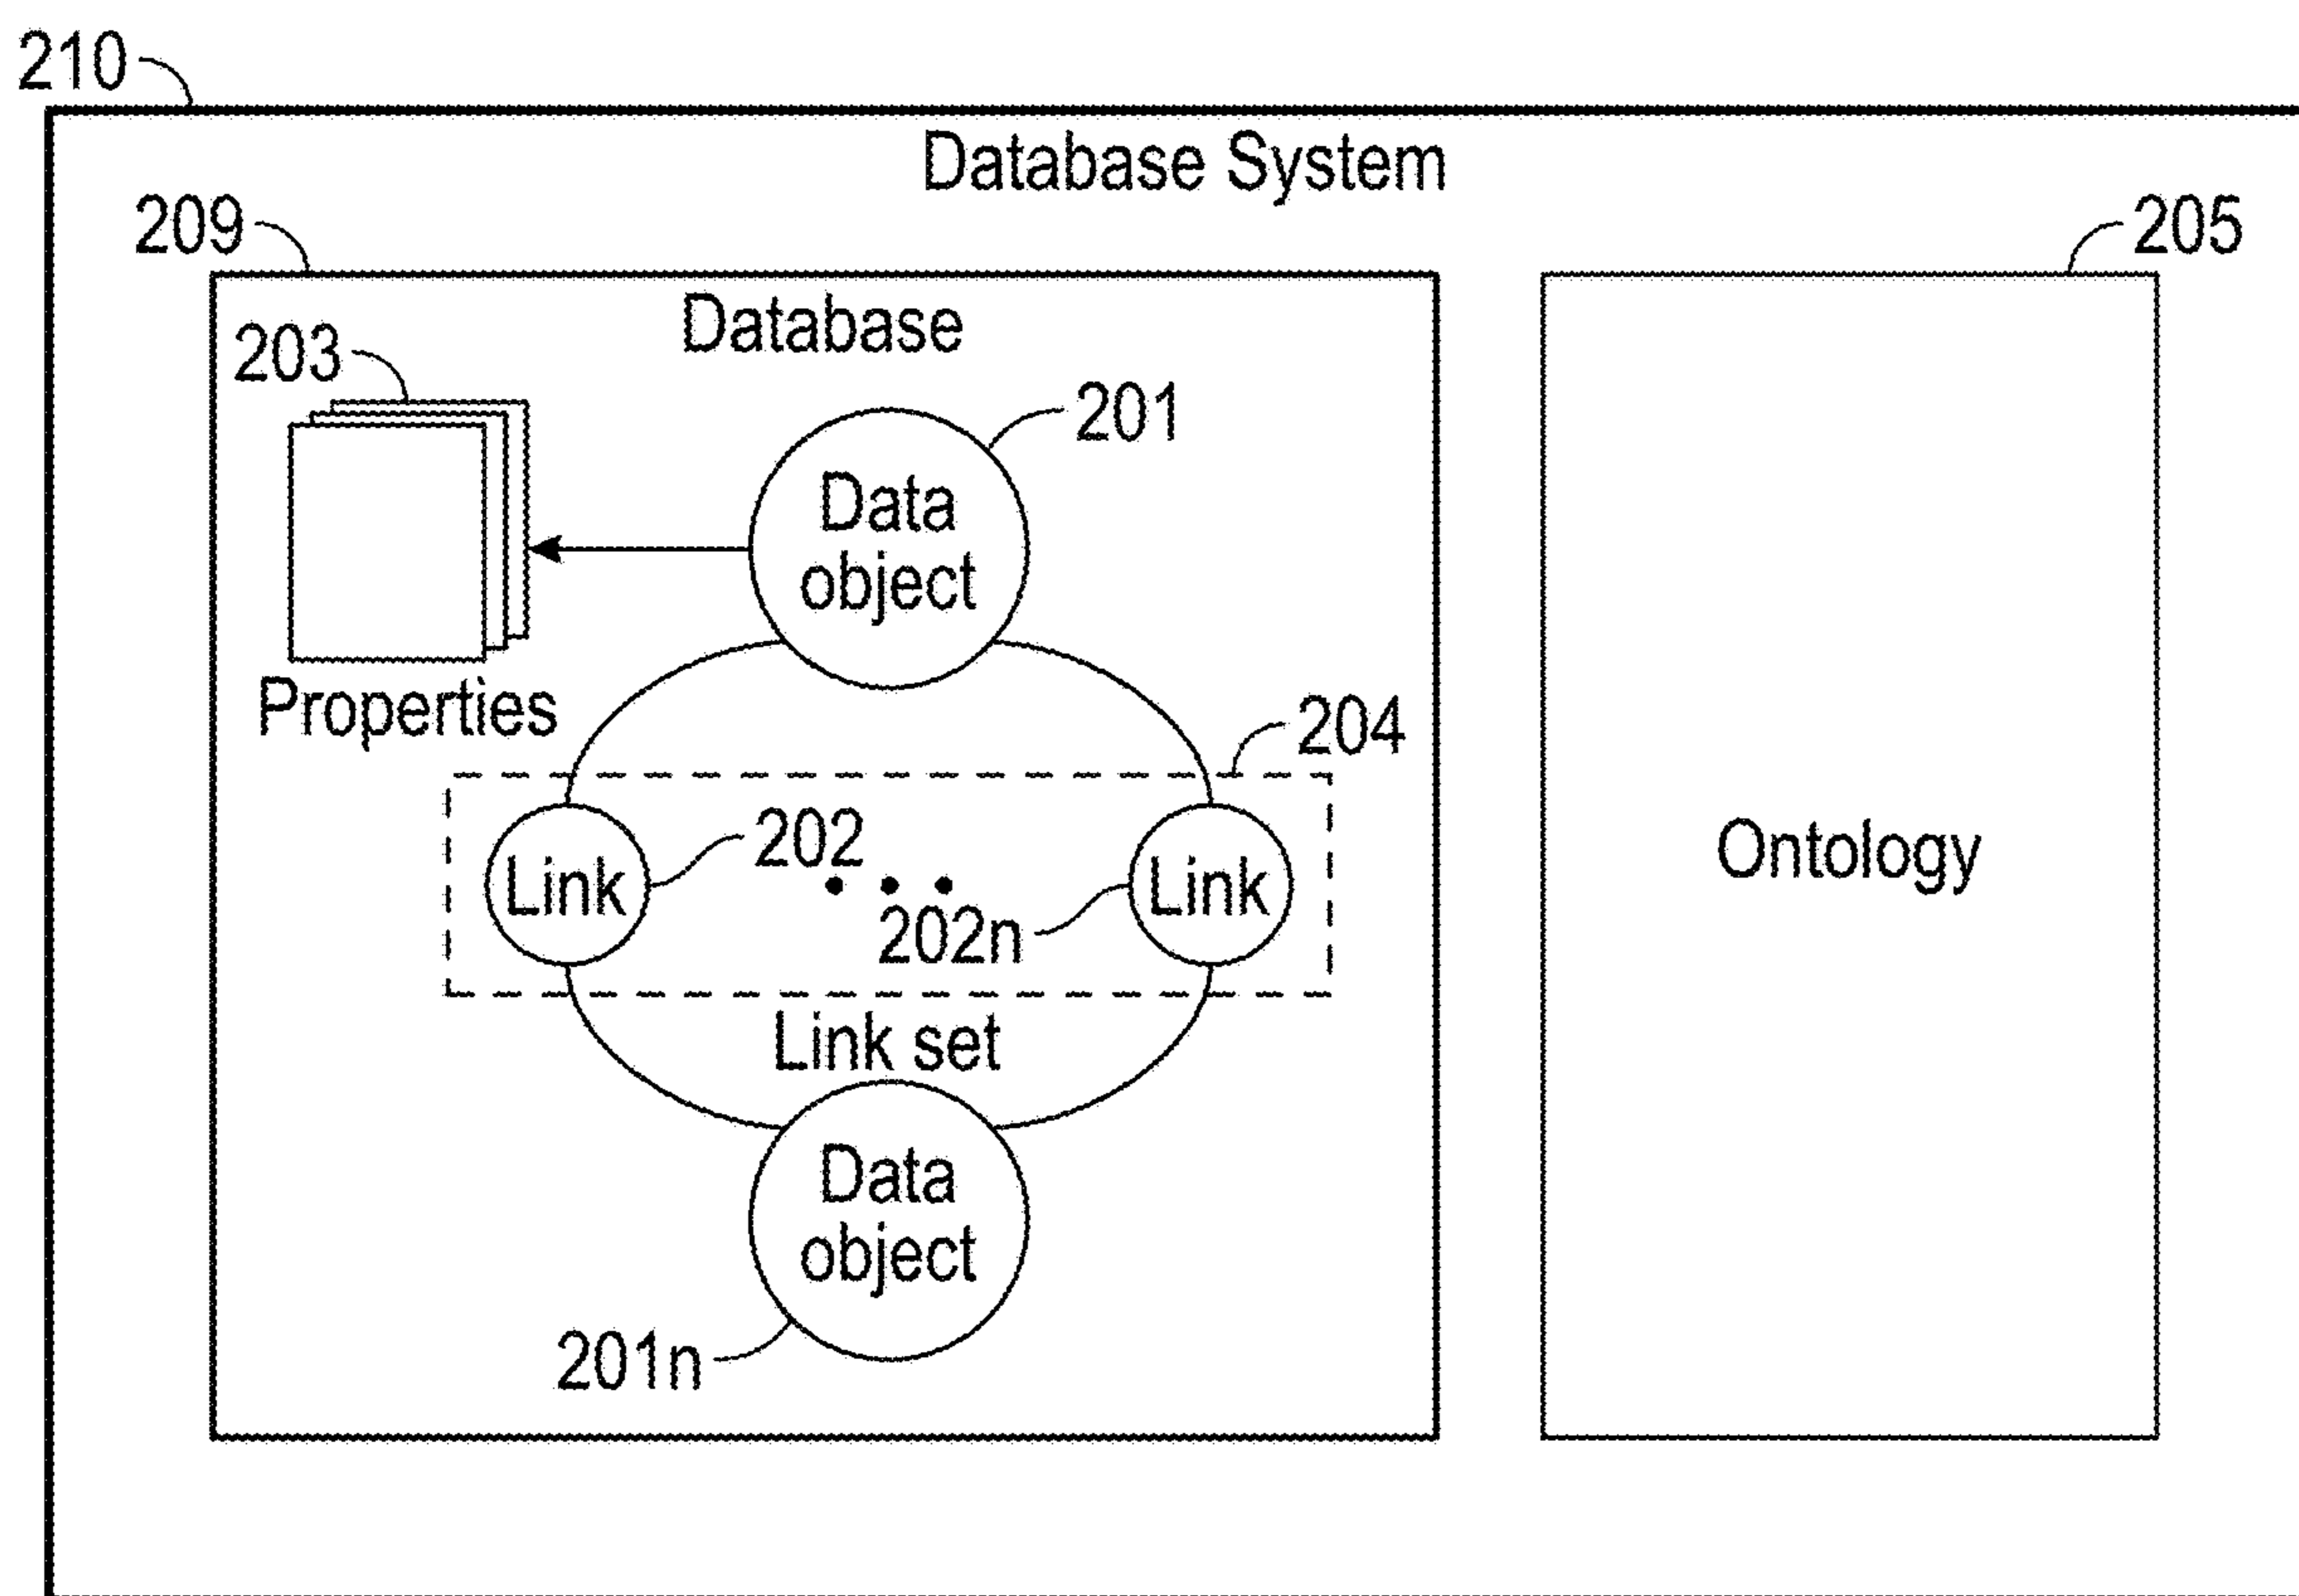 210
Database System
209
205
Database
203
201
Data
object
Properties
204
202
Link
Link
202n
Link set
Data
object
201n
Ontology